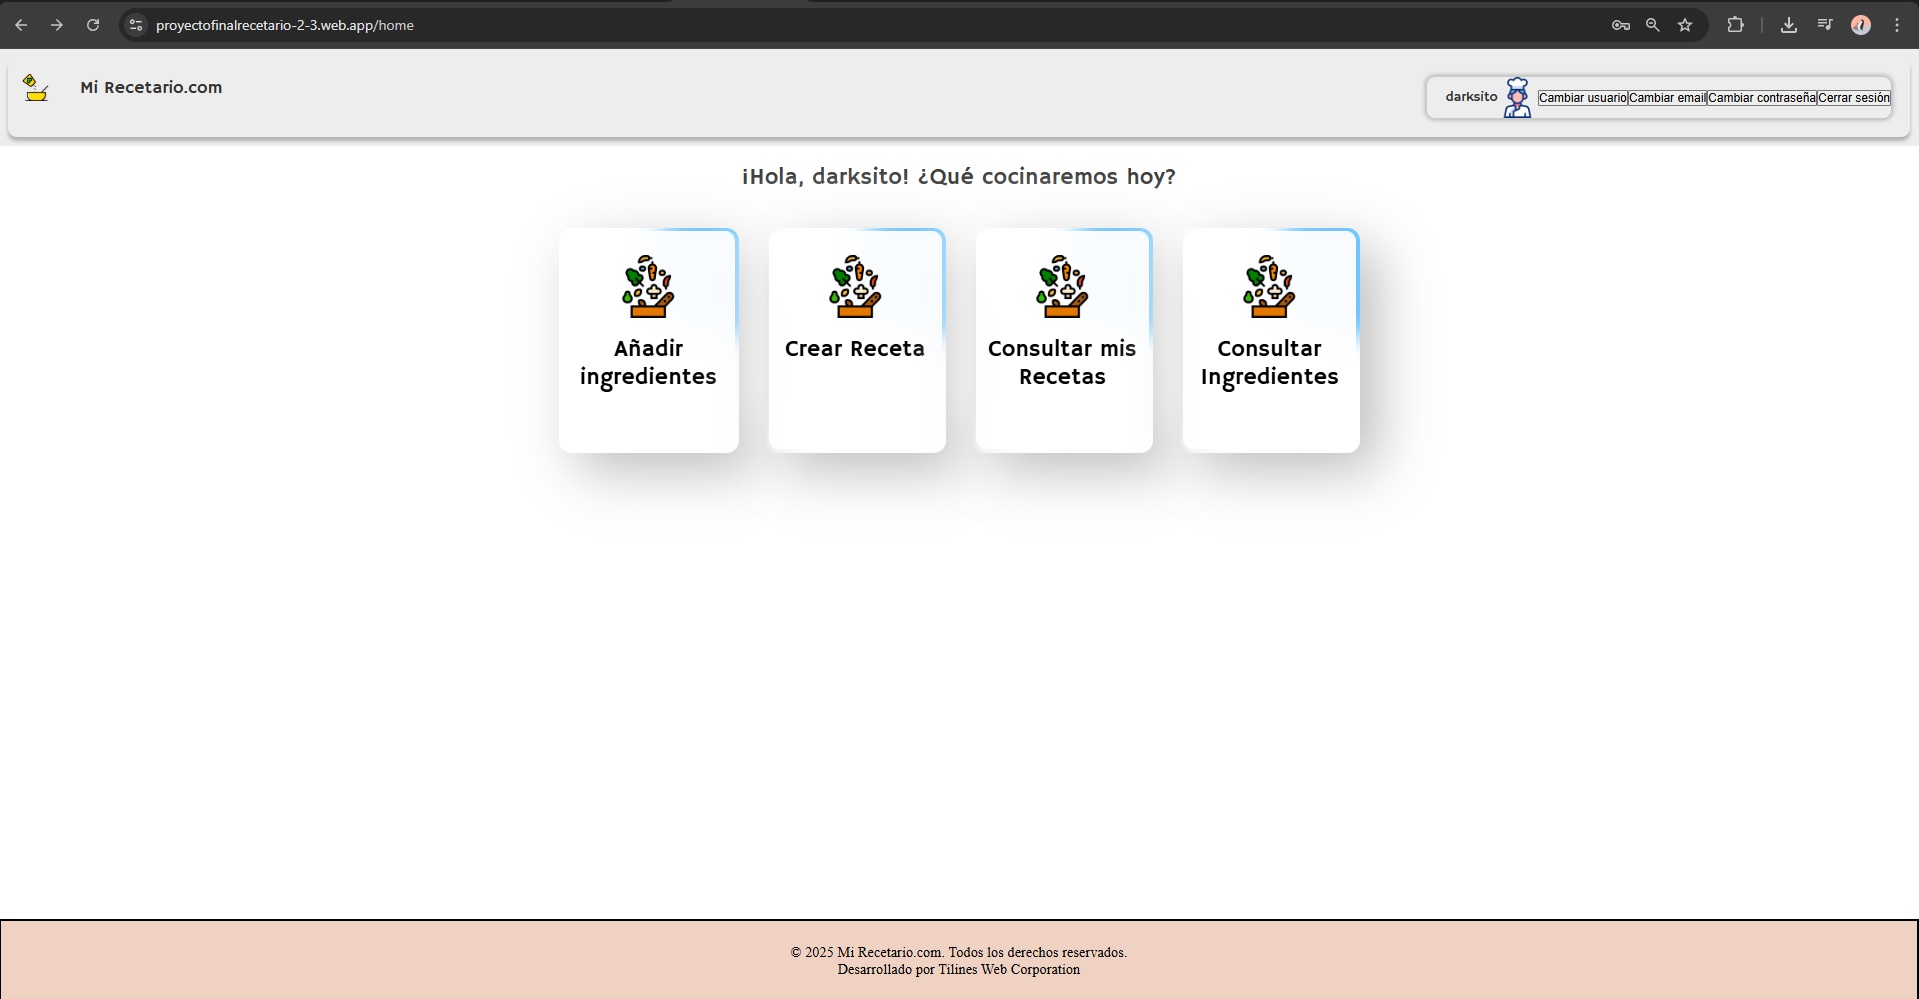 proyectofinalrecetario-2-3.web.app/home
Mi Recetario.com
darksito
Cambiar usuario
Cambiar email
Cambiar contraseña
Cerrar sesión
¡Hola, darksito! ¿Qué cocinaremos hoy?
Añadir
ingredientes
Crear Receta
Consultar mis
Recetas
Consultar
Ingredientes
© 2025 Mi Recetario.com. Todos los derechos reservados.
Desarrollado por Tilines Web Corporation